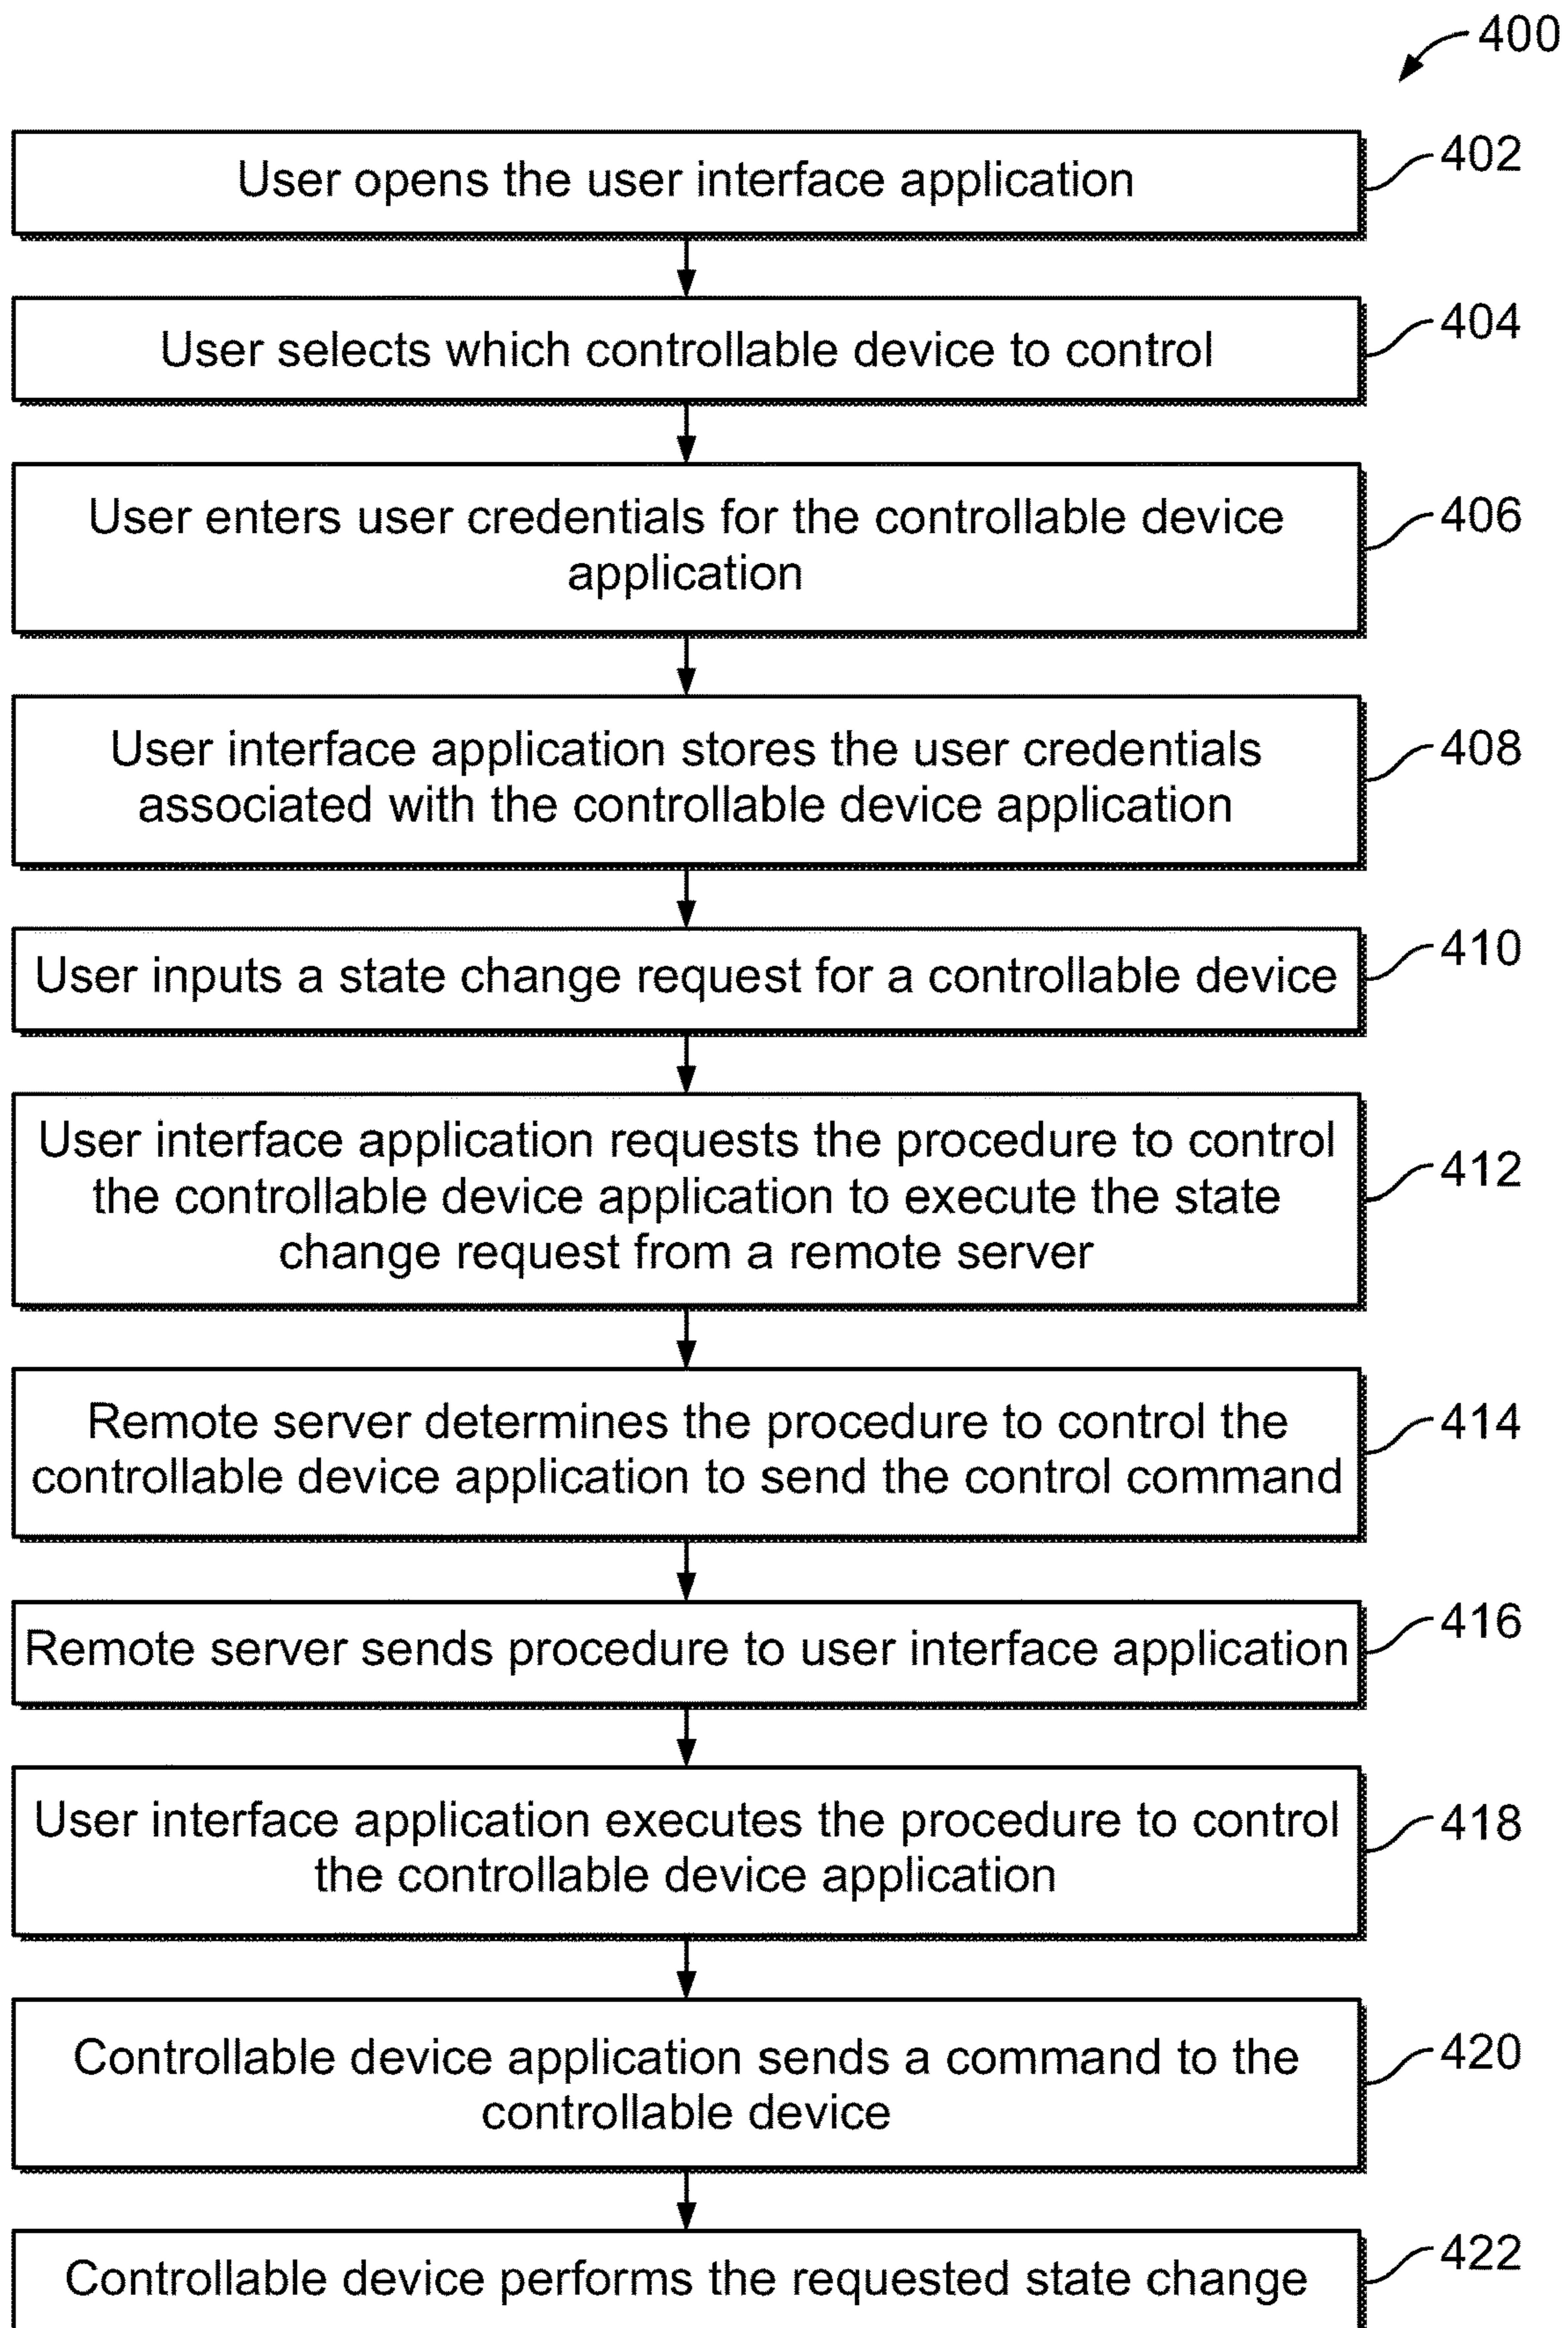 400
User opens the user interface application
402
User selects which controllable device to control
404
User enters user credentials for the controllable device
application
406
User interface application stores the user credentials
associated with the controllable device application
408
User inputs a state change request for a controllable device
410
User interface application requests the procedure to control
the controllable device application to execute the state
change request from a remote server
412
Remote server determines the procedure to control the
controllable device application to send the control command
414
Remote server sends procedure to user interface application
416
User interface application executes the procedure to control
the controllable device application
418
Controllable device application sends a command to the
controllable device
420
Controllable device performs the requested state change
422